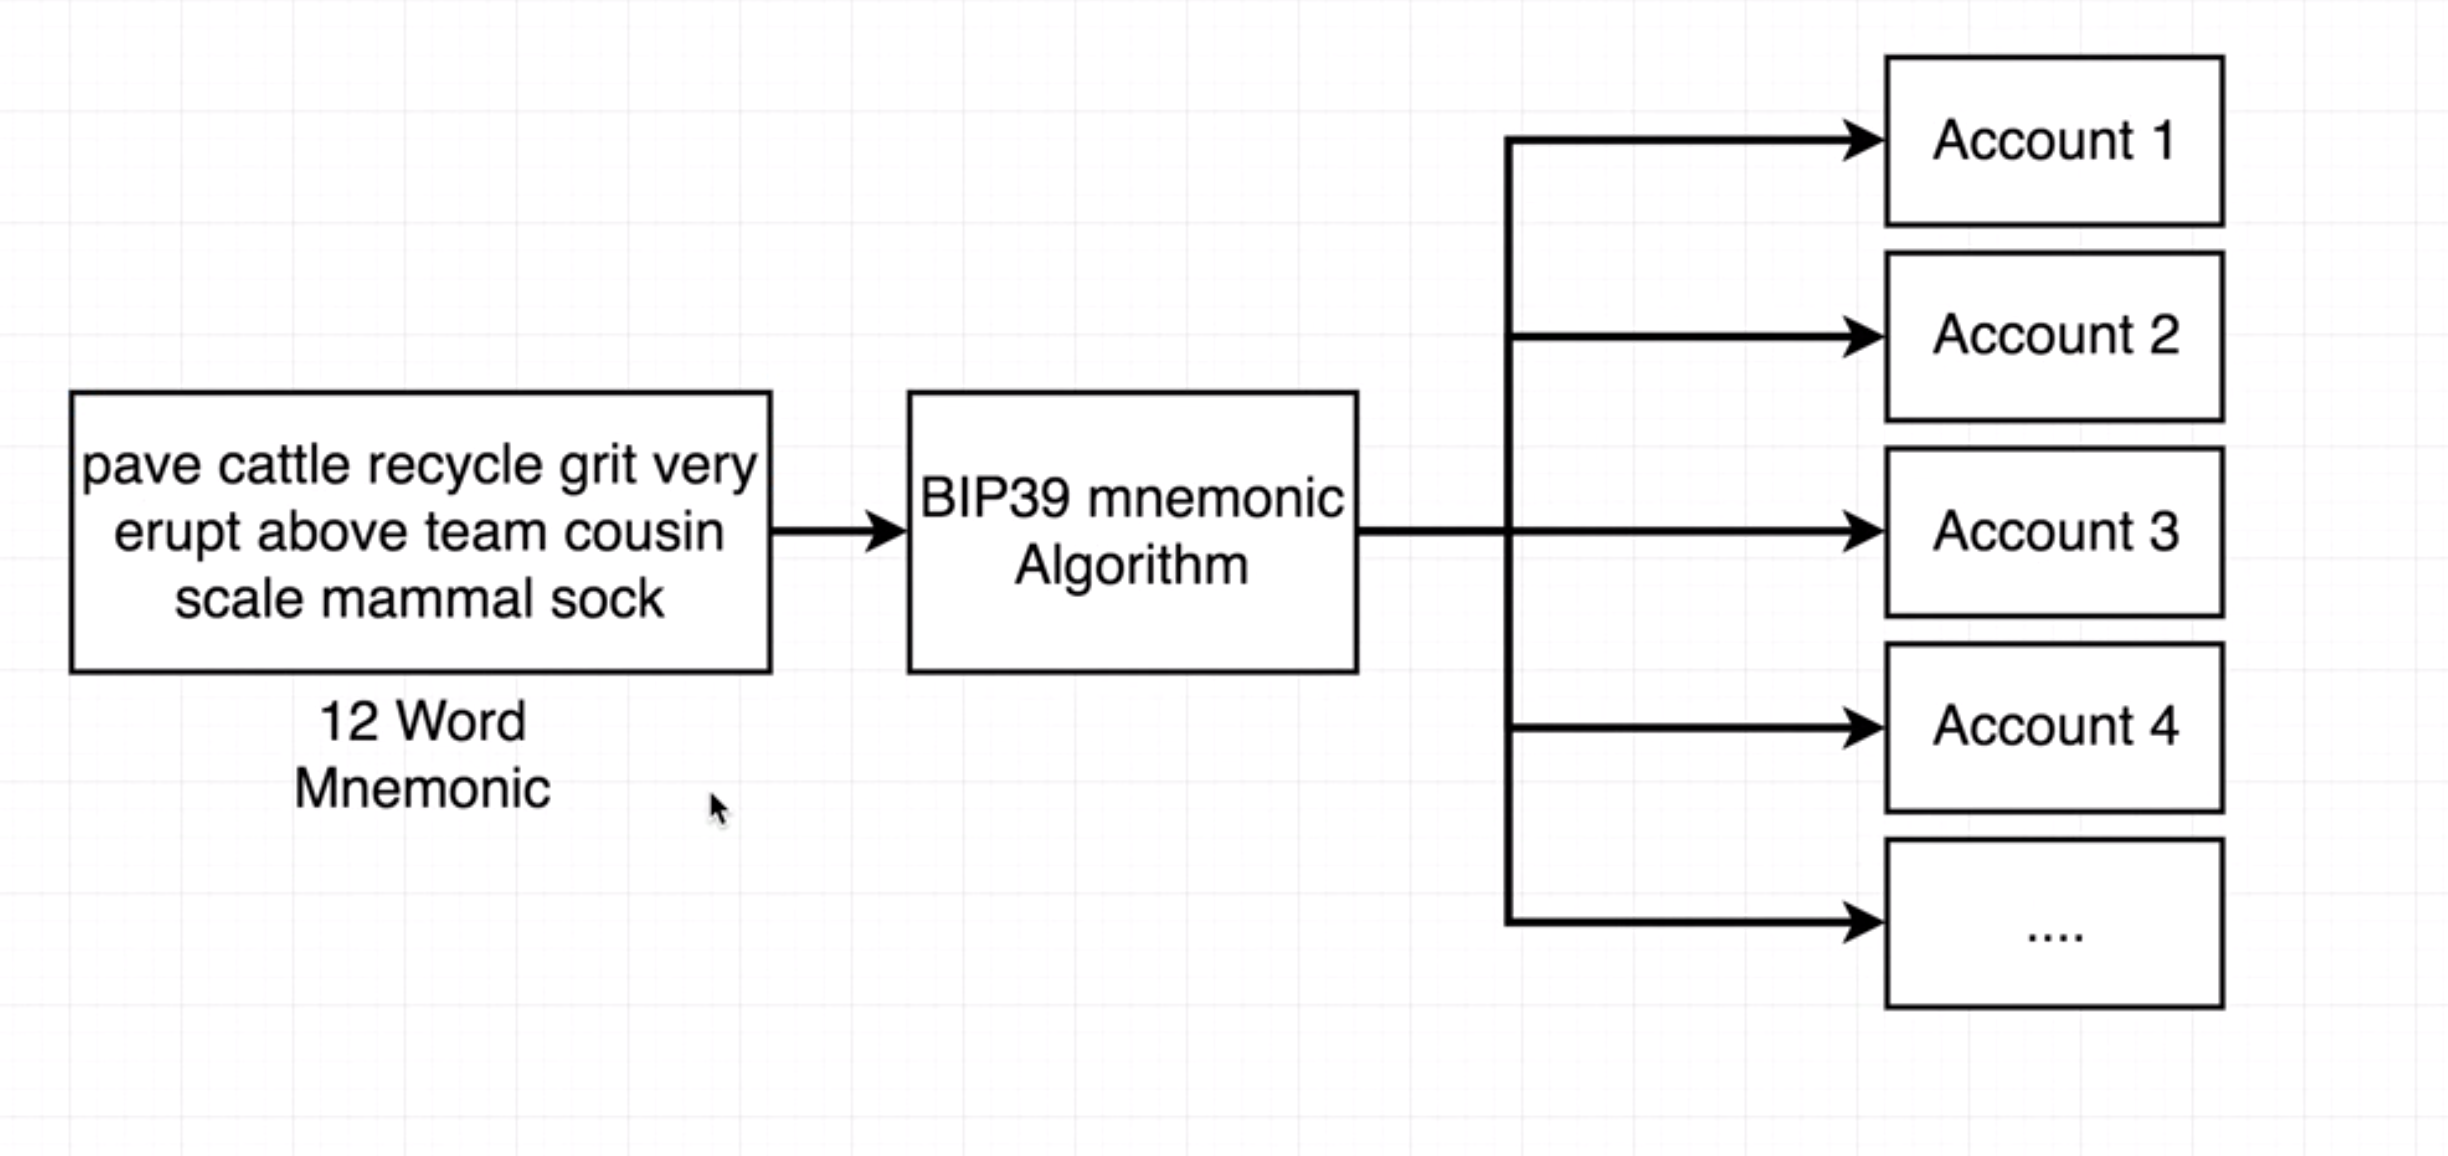 pave cattle recycle grit very
erupt above team cousin
scale mammal sock
12 Word
Mnemonic
BIP39 mnemonic
Algorithm
Account 1
Account 2
Account 3
Account 4
....